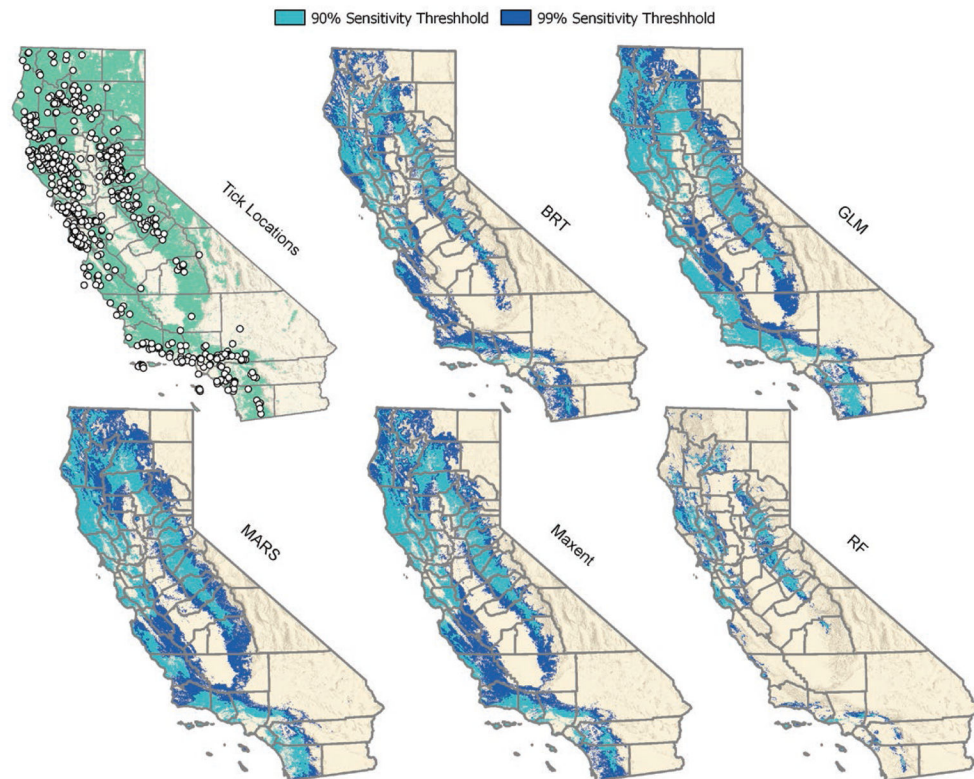 90% Sensitivity Threshhold
99% Sensitivity Threshhold
Tick Locations
BRT
GLM
MARS
Maxent
RF